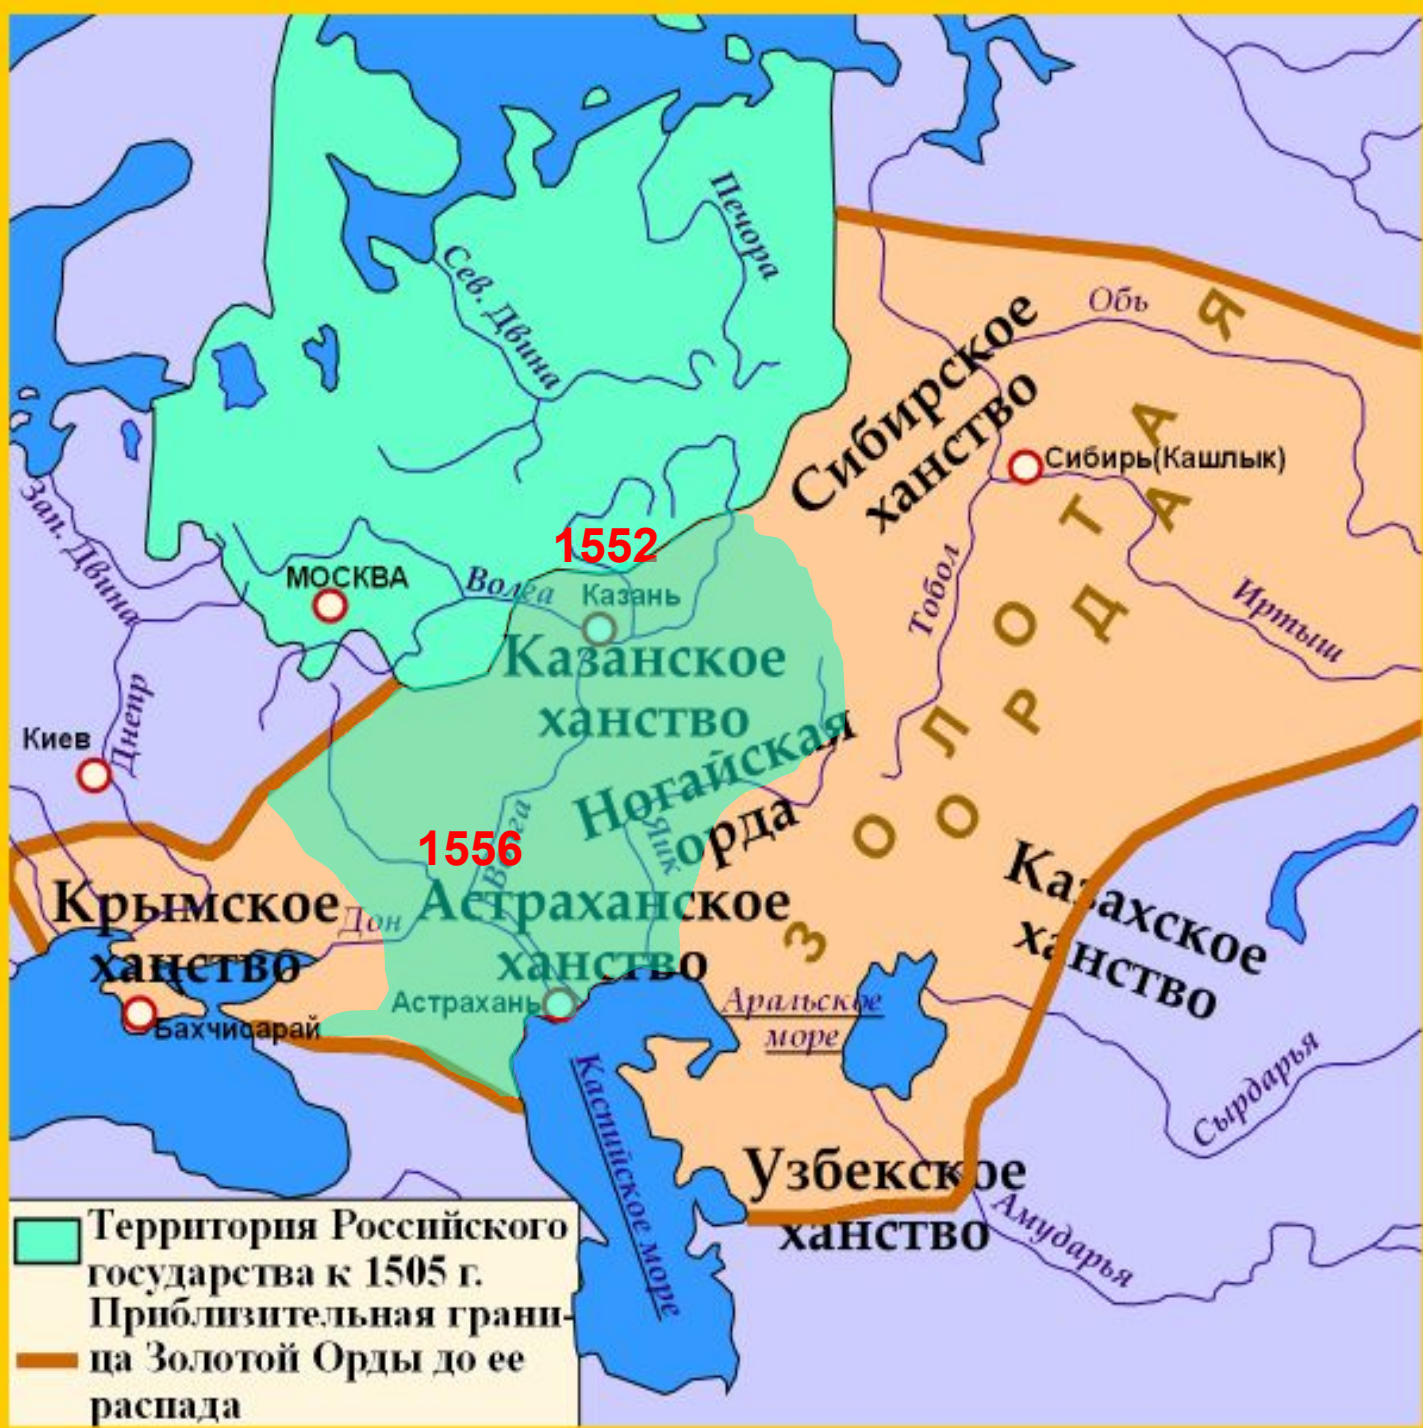 Печора
Сев. Двина
Обь
Сибирское
ханство
ЗОЛОТАЯ
ОРДА
Сибирь(Кашлык)
Зап. Двина
1552
МОСКВА
Волга
Казань
Тобол
Иртыш
Казанское
ханство
Киев
Днепр
Ногайская
орда
1556
Волга
Яик
Крымское
ханство
Дон
Астраханское
ханство
Казахское
ханство
Астрахань
Аральское
море
Бахчисарай
Каспийское море
Сырдарья
Узбекское
ханство
Амударья
Территория Российского
государства к 1505 г.
Приблизительная грани-
ца Золотой Орды до ее
распада